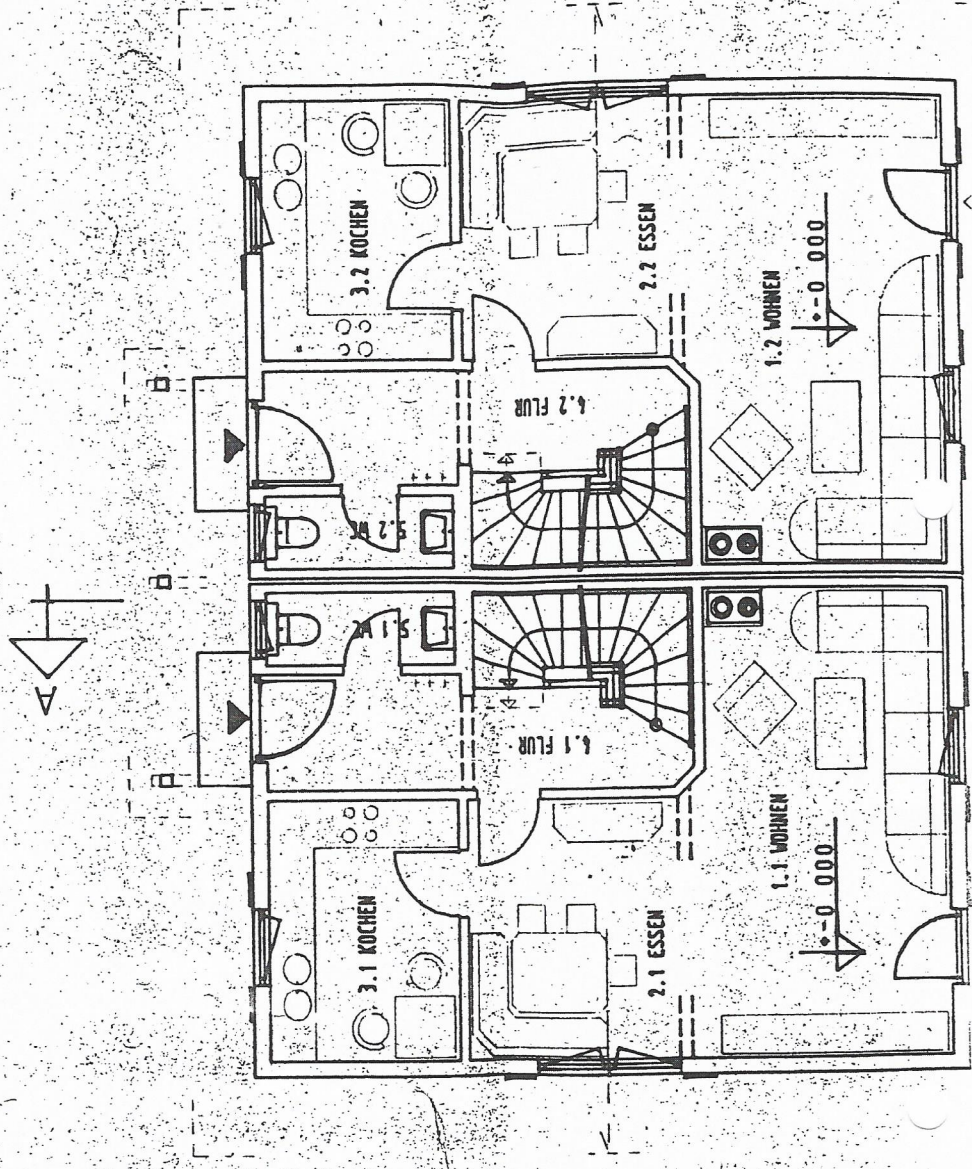 3.2 KOCHEN
2.2 ESSEN
1.2 WOHNEN
+-0 000
4.2 FLUR
5.2 WC
A
5.1 WC
4.1 FLUR
3.1 KOCHEN
2.1 ESSEN
1.1 WOHNEN
+-0 000